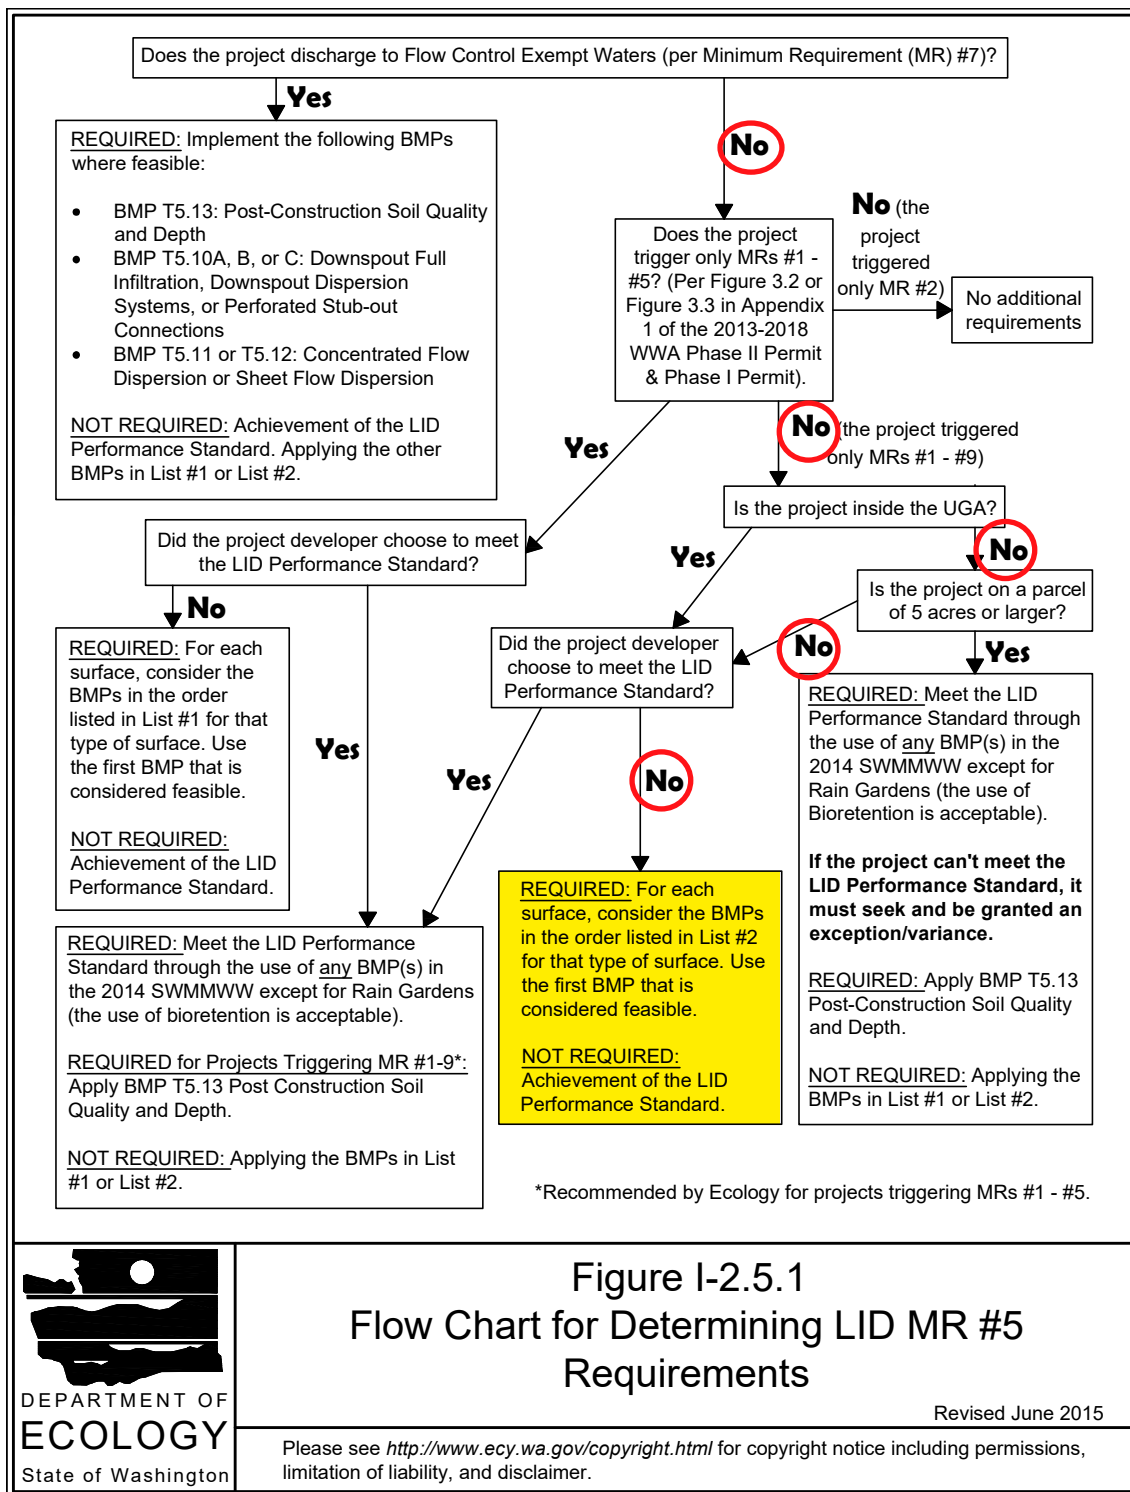 Does the project discharge to Flow Control Exempt Waters (per Minimum Requirement (MR) #7)?
Yes
No
REQUIRED: Implement the following BMPs
where feasible:
• BMP T5.13: Post-Construction Soil Quality
and Depth
• BMP T5.10A, B, or C: Downspout Full
Infiltration, Downspout Dispersion
Systems, or Perforated Stub-out
Connections
• BMP T5.11 or T5.12: Concentrated Flow
Dispersion or Sheet Flow Dispersion
NOT REQUIRED: Achievement of the LID
Performance Standard. Applying the other
BMPs in List #1 or List #2.
Does the project
trigger only MRs #1 -
#5? (Per Figure 3.2 or
Figure 3.3 in Appendix
1 of the 2013-2018
WWA Phase II Permit
& Phase I Permit).
No (the
project
triggered
only MR #2)
No additional
requirements
Yes
No (the project triggered
only MRs #1 - #9)
Is the project inside the UGA?
Yes
No
Did the project developer choose to meet
the LID Performance Standard?
Is the project on a parcel
of 5 acres or larger?
No
No
Yes
REQUIRED: For each
surface, consider the
BMPs in the order
listed in List #1 for that
type of surface. Use
the first BMP that is
considered feasible.
NOT REQUIRED:
Achievement of the LID
Performance Standard.
Yes
Did the project developer
choose to meet the LID
Performance Standard?
Yes
No
REQUIRED: Meet the LID
Performance Standard through
the use of any BMP(s) in the
2014 SWMMWW except for
Rain Gardens (the use of
Bioretention is acceptable).
If the project can't meet the
LID Performance Standard, it
must seek and be granted an
exception/variance.
REQUIRED: Apply BMP T5.13
Post-Construction Soil Quality
and Depth.
NOT REQUIRED: Applying the
BMPs in List #1 or List #2.
REQUIRED: For each
surface, consider the BMPs
in the order listed in List #2
for that type of surface. Use
the first BMP that is
considered feasible.
NOT REQUIRED:
Achievement of the LID
Performance Standard.
REQUIRED: Meet the LID Performance
Standard through the use of any BMP(s) in
the 2014 SWMMWW except for Rain Gardens
(the use of bioretention is acceptable).
REQUIRED for Projects Triggering MR #1-9*:
Apply BMP T5.13 Post Construction Soil
Quality and Depth.
NOT REQUIRED: Applying the BMPs in List
#1 or List #2.
*Recommended by Ecology for projects triggering MRs #1 - #5.
DEPARTMENT OF
ECOLOGY
State of Washington
Figure I-2.5.1
Flow Chart for Determining LID MR #5
Requirements
Revised June 2015
Please see http://www.ecy.wa.gov/copyright.html for copyright notice including permissions,
limitation of liability, and disclaimer.